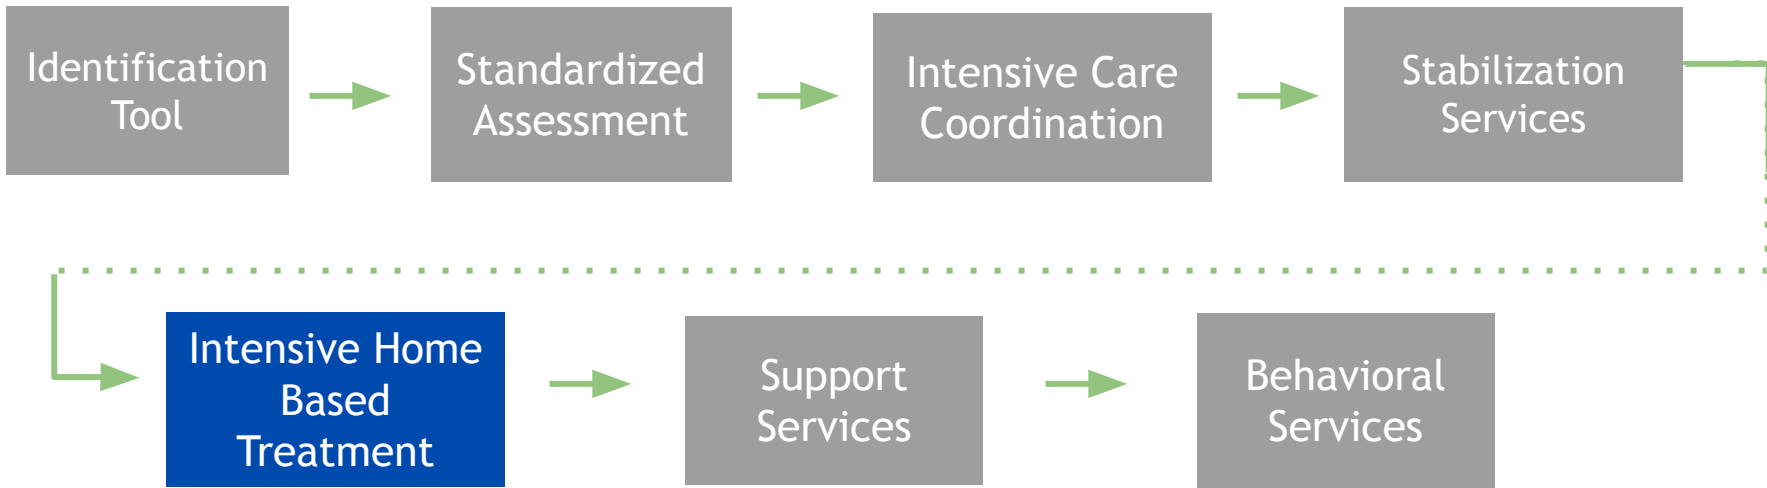 Identification
Tool
Standardized
Assessment
Intensive Care
Coordination
Stabilization
Services
Intensive Home
Based
Treatment
Support
Services
Behavioral
Services